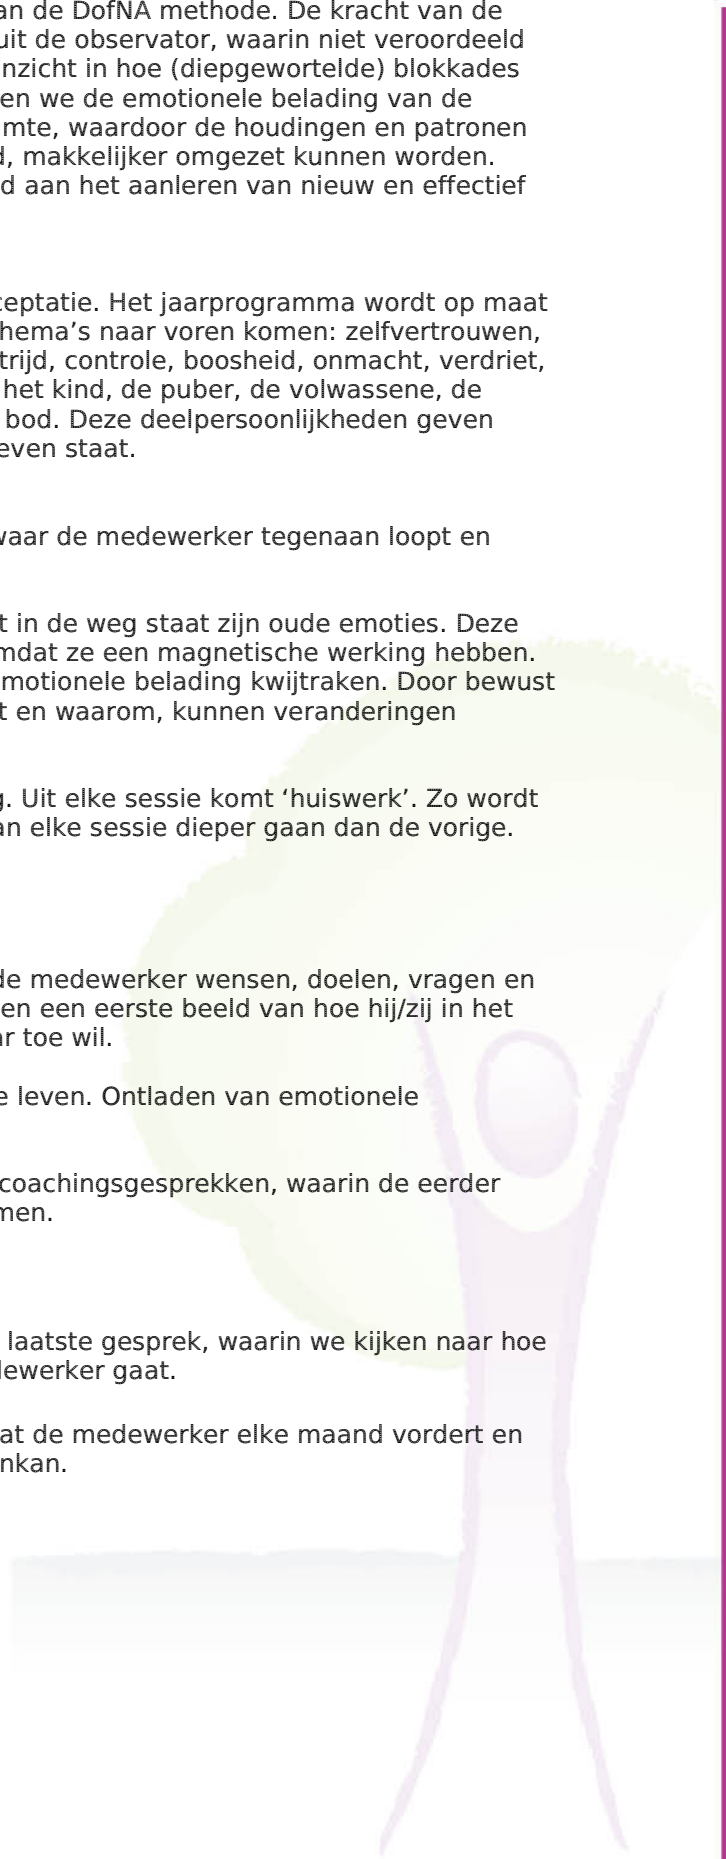 an de DofNA methode. De kracht van de
uit de observator, waarin niet veroordeeld
nzicht in hoe (diepgewortelde) blokkades
en we de emotionele belading van de
mte, waardoor de houdingen en patronen
d, makkelijker omgezet kunnen worden.
d aan het aanleren van nieuw en effectief
ceptatie. Het jaarprogramma wordt op maat
hema’s naar voren komen: zelfvertrouwen,
trijd, controle, boosheid, onmacht, verdriet,
het kind, de puber, de volwassene, de
bod. Deze deelpersoonlijkheden geven
even staat.
waar de medewerker tegenaan loopt en
t in de weg staat zijn oude emoties. Deze
mdat ze een magnetische werking hebben.
motionele belading kwijtraken. Door bewust
t en waarom, kunnen veranderingen
g. Uit elke sessie komt ‘huiswerk’. Zo wordt
an elke sessie dieper gaan dan de vorige.
de medewerker wensen, doelen, vragen en
en een eerste beeld van hoe hij/zij in het
ar toe wil.
e leven. Ontladen van emotionele
coachingsgesprekken, waarin de eerder
men.
laatste gesprek, waarin we kijken naar hoe
dewerker gaat.
at de medewerker elke maand vordert en
nkan.